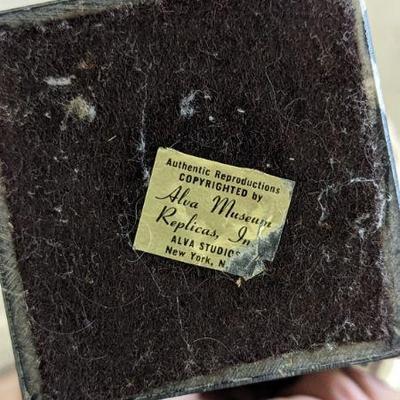 Authentic Reproductions
COPYRIGHTED by
Alva Museum
Replicas, In
ALVA STUDIOS
New York, N.